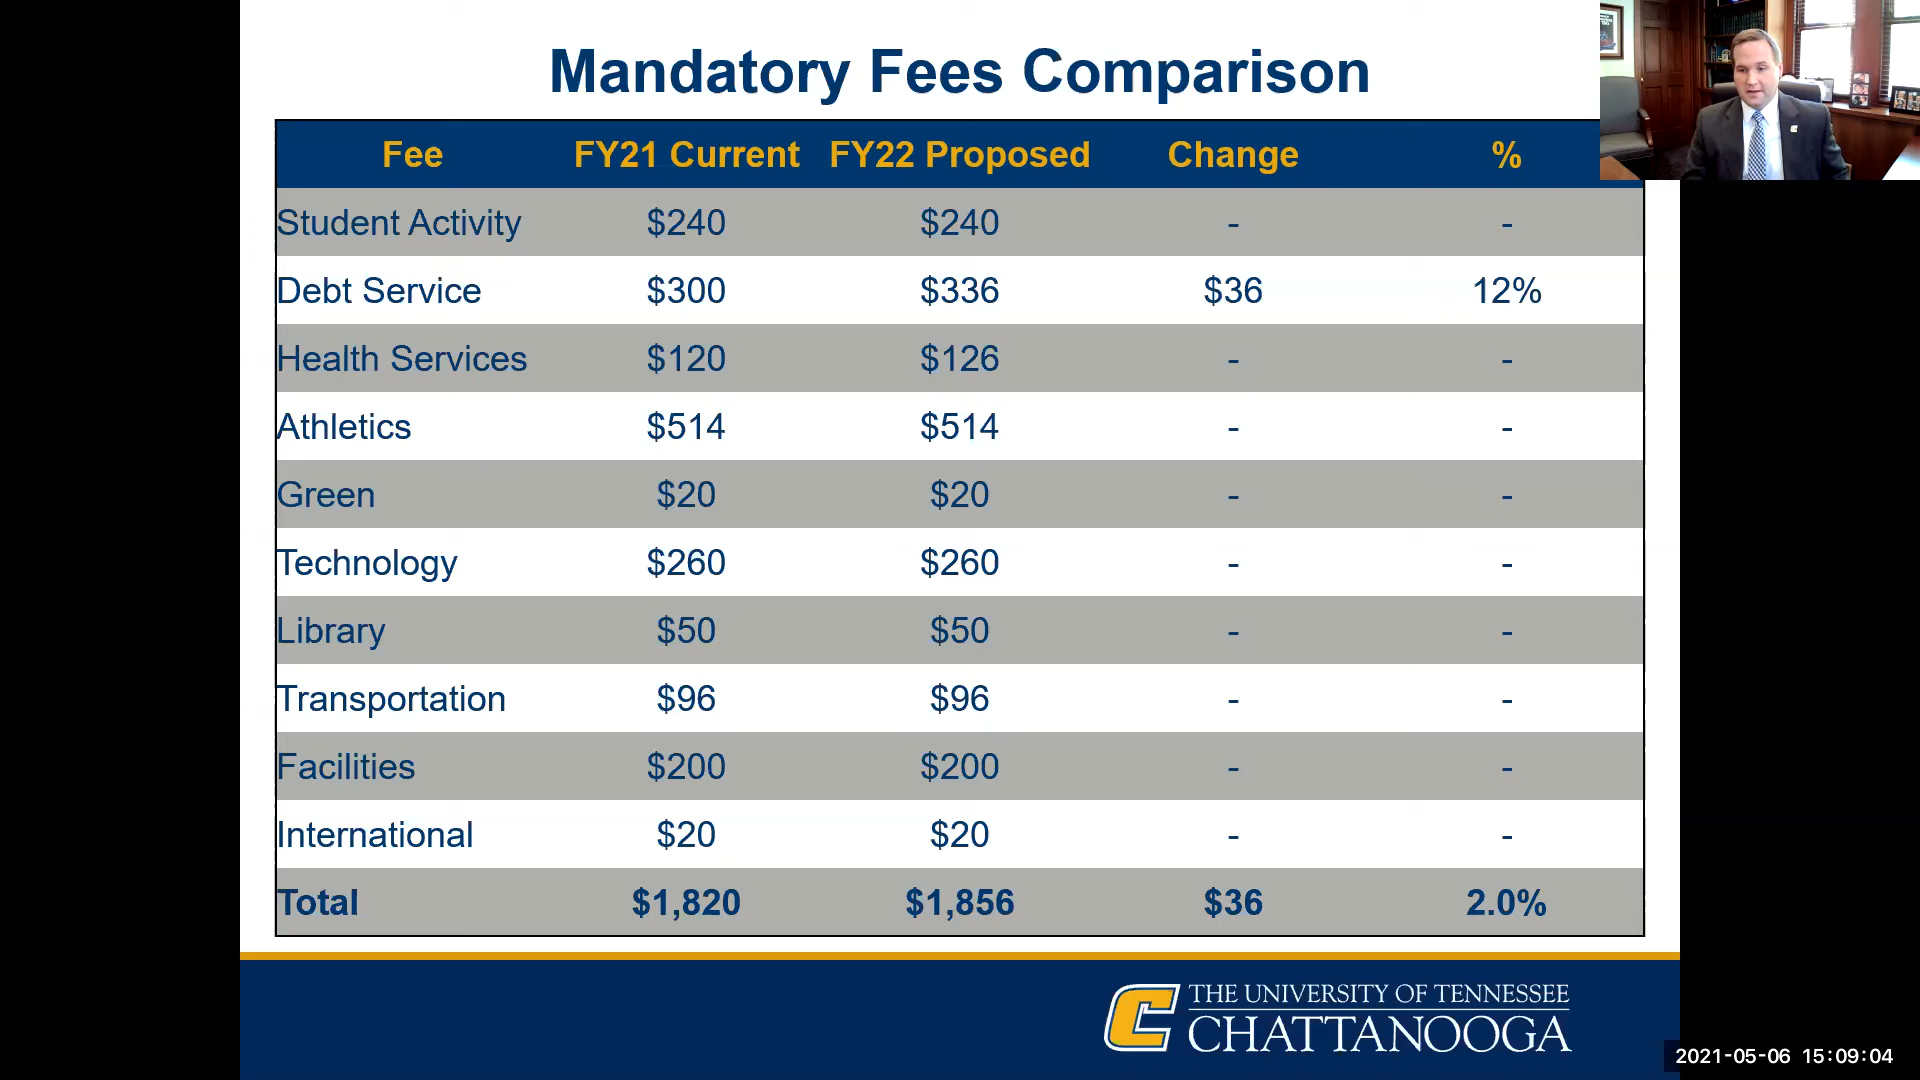 Mandatory Fees Comparison
Fee FY21 Current FY22 Proposed Change %
Student Activity $240 $240 - -
Debt Service $300 $336 $36 12%
Health Services $120 $126 - -
Athletics $514 $514 - -
Green $20 $20 - -
Technology $260 $260 - -
Library $50 $50 - -
Transportation $96 $96 - -
Facilities $200 $200 - -
International $20 $20 - -
Total $1,820 $1,856 $36 2.0%
C THE UNIVERSITY OF TENNESSEE
CHATTANOOGA
2021-05-06 15:09:04